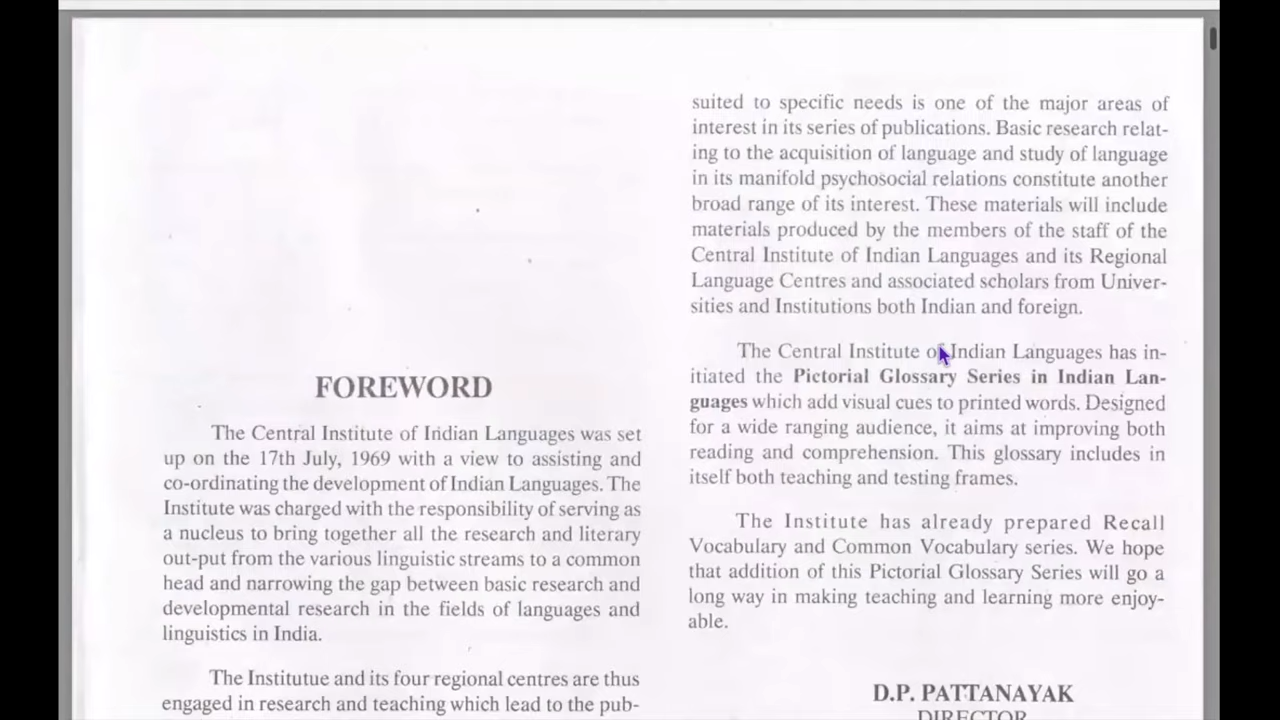 FOREWORD
The Central Institute of Indian Languages was set
up on the 17th July, 1969 with a view to assisting and
co-ordinating the development of Indian Languages. The
Institute was charged with the responsibility of serving as
a nucleus to bring together all the research and literary
out-put from the various linguistic streams to a common
head and narrowing the gap between basic research and
developmental research in the fields of languages and
linguistics in India.
The Institutue and its four regional centres are thus
engaged in research and teaching which lead to the pub-
suited to specific needs is one of the major areas of
interest in its series of publications. Basic research relat-
ing to the acquisition of language and study of language
in its manifold psychosocial relations constitute another
broad range of its interest. These materials will include
materials produced by the members of the staff of the
Central Institute of Indian Languages and its Regional
Language Centres and associated scholars from Univer-
sities and Institutions both Indian and foreign.
The Central Institute of Indian Languages has in-
itiated the Pictorial Glossary Series in Indian Lan-
guages which add visual cues to printed words. Designed
for a wide ranging audience, it aims at improving both
reading and comprehension. This glossary includes in
itself both teaching and testing frames.
The Institute has already prepared Recall
Vocabulary and Common Vocabulary series. We hope
that addition of this Pictorial Glossary Series will go a
long way in making teaching and learning more enjoy-
able.
D.P. PATTANAYAK
DIRECTOR